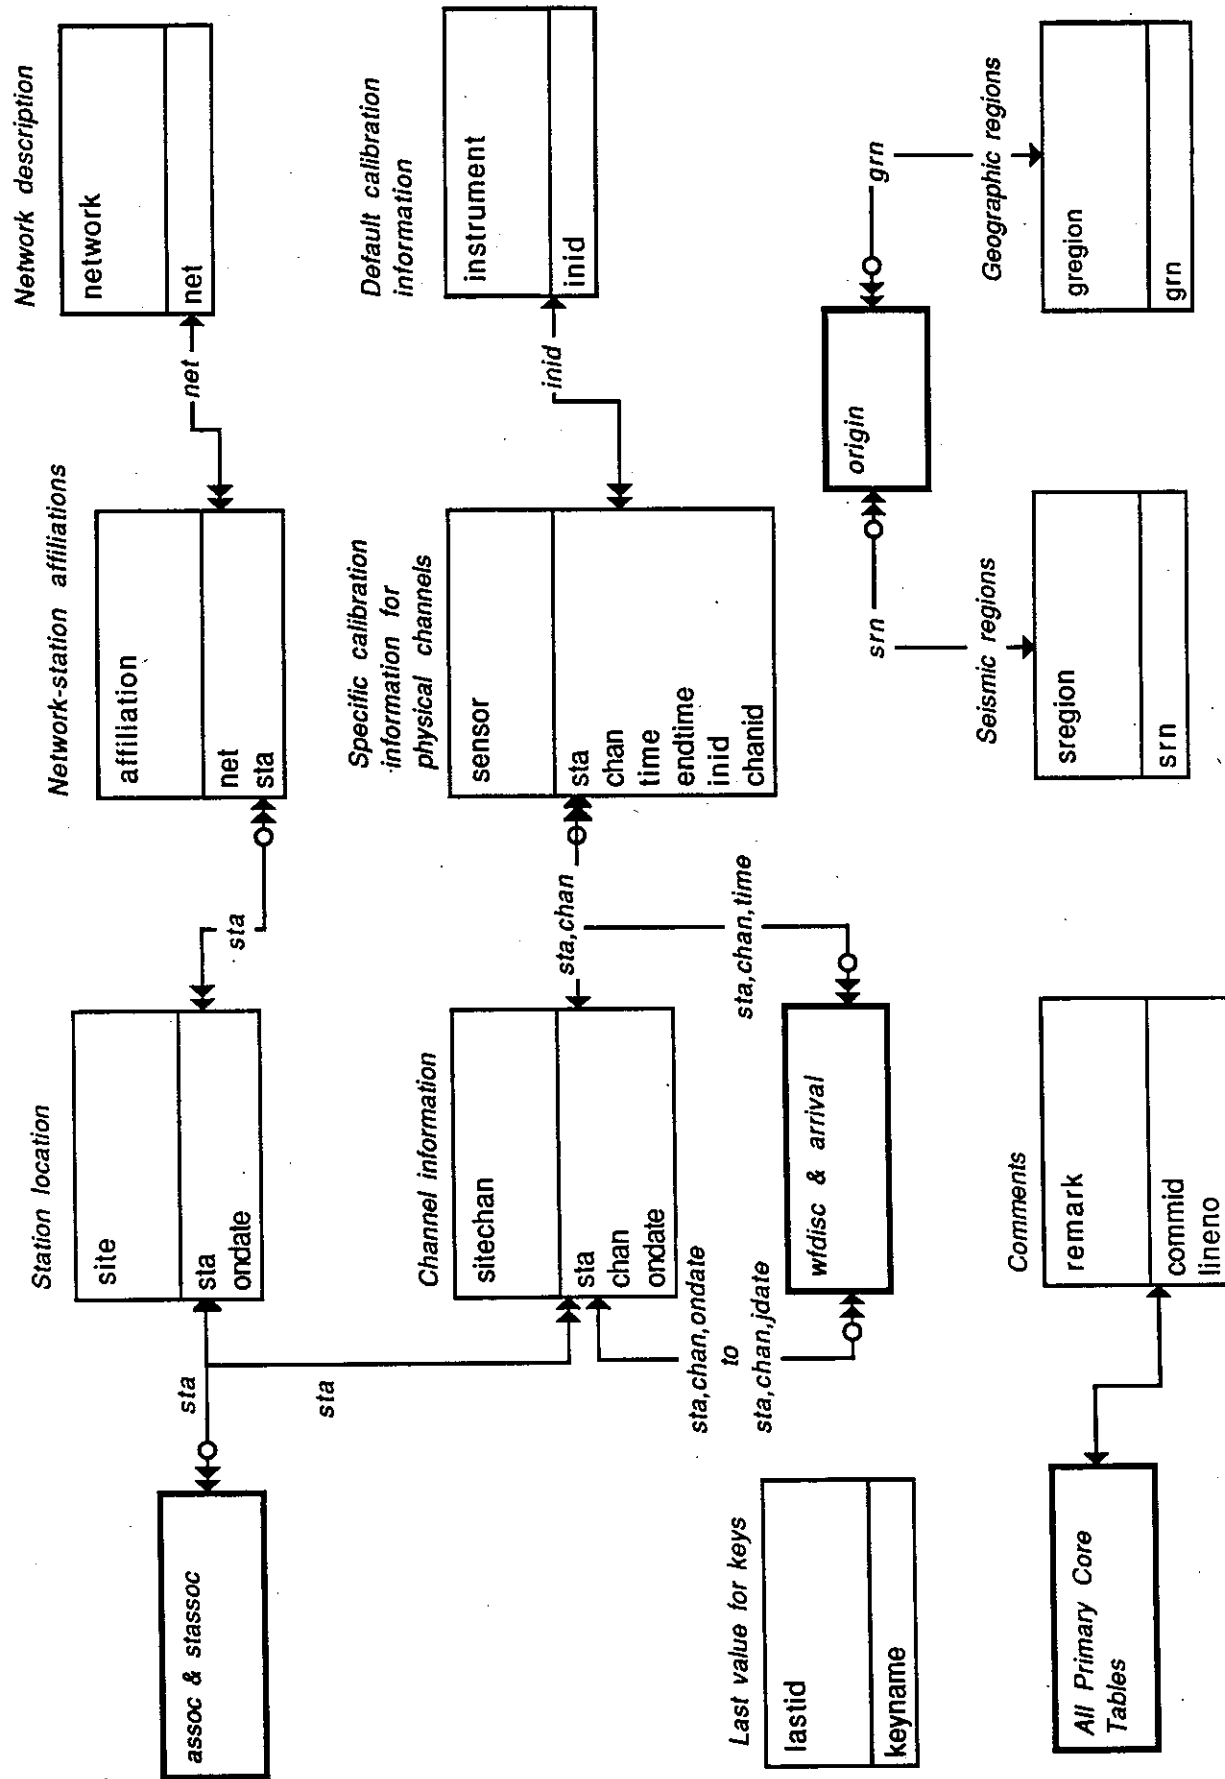 Station location
Network-station affiliations
Network description
site
affiliation
network
assoc & stassoc
sta
sta
ondate
sta
net
sta
net
net
sta
Channel information
Specific calibration
information for
physical channels
Default calibration
information
sitechan
sensor
instrument
sta
chan
ondate
sta,chan
sta
chan
time
endtime
inid
chanid
inid
inid
sta,chan,ondate
to
sta,chan,jdate
sta,chan,time
Last value for keys
lastid
keyname
wfdisc & arrival
origin
srn
grn
Comments
Seismic regions
Geographic regions
All Primary Core
Tables
remark
commid
lineno
sregion
srn
gregion
grn